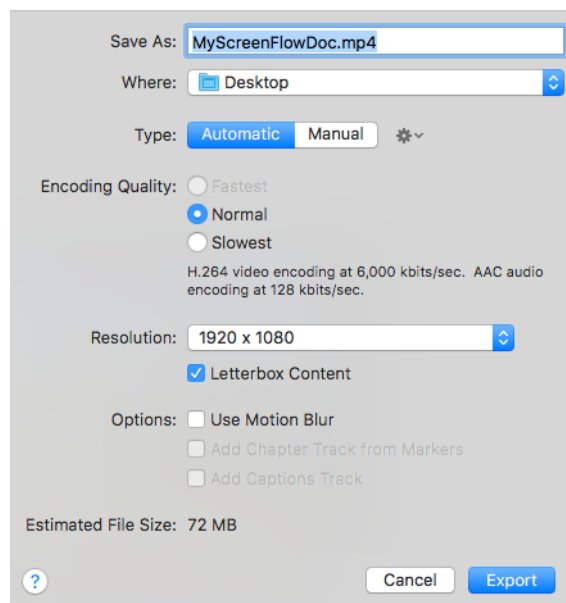 Save As: MyScreenFlowDoc.mp4
Where: Desktop
Type: Automatic Manual
Encoding Quality: Fastest
Normal
Slowest
H.264 video encoding at 6,000 kbits/sec. AAC audio
encoding at 128 kbits/sec.
Resolution: 1920 x 1080
Letterbox Content
Options: Use Motion Blur
Add Chapter Track from Markers
Add Captions Track
Estimated File Size: 72 MB
? Cancel Export